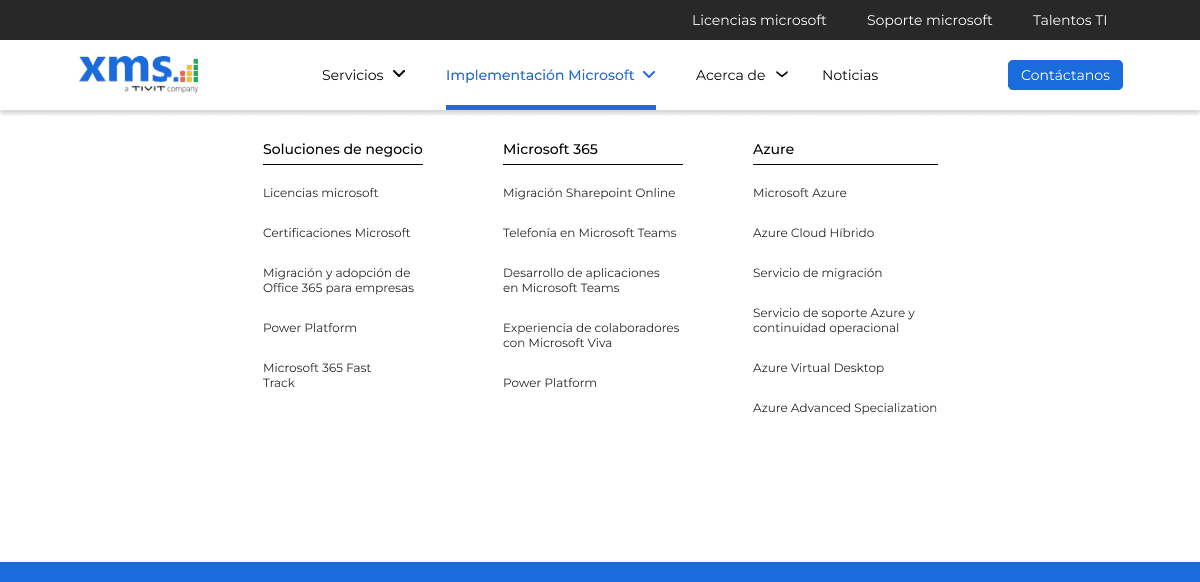 Licencias microsoft
Soporte microsoft
Talentos TI
xms.
a TIVIT company
Servicios
Implementación Microsoft
Acerca de
Noticias
Contáctanos
Soluciones de negocio
Licencias microsoft
Certificaciones Microsoft
Migración y adopción de
Office 365 para empresas
Power Platform
Microsoft 365 Fast
Track
Microsoft 365
Migración Sharepoint Online
Telefonía en Microsoft Teams
Desarrollo de aplicaciones
en Microsoft Teams
Experiencia de colaboradores
con Microsoft Viva
Power Platform
Azure
Microsoft Azure
Azure Cloud Híbrido
Servicio de migración
Servicio de soporte Azure y
continuidad operacional
Azure Virtual Desktop
Azure Advanced Specialization